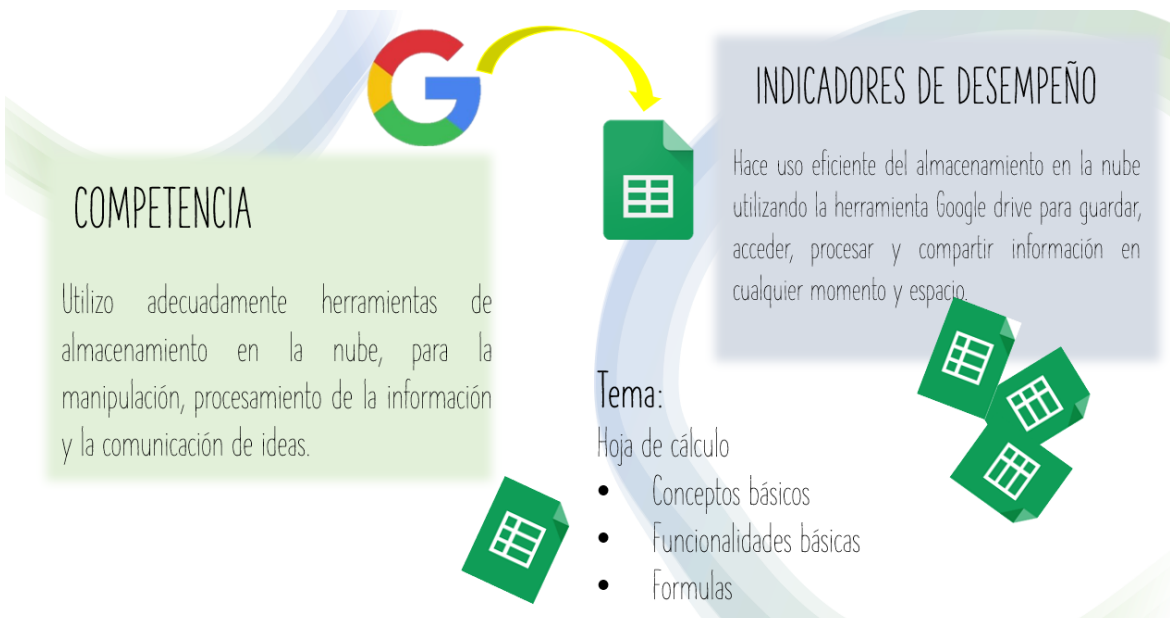 COMPETENCIA
Utilizo adecuadamente herramientas de
almacenamiento en la nube, para la
manipulación, procesamiento de la información
y la comunicación de ideas.
INDICADORES DE DESEMPEÑO
Hace uso eficiente del almacenamiento en la nube
utilizando la herramienta Google drive para guardar,
acceder, procesar y compartir información en
cualquier momento y espacio.
Tema:
Hoja de cálculo
• Conceptos básicos
• Funcionalidades básicas
• Formulas